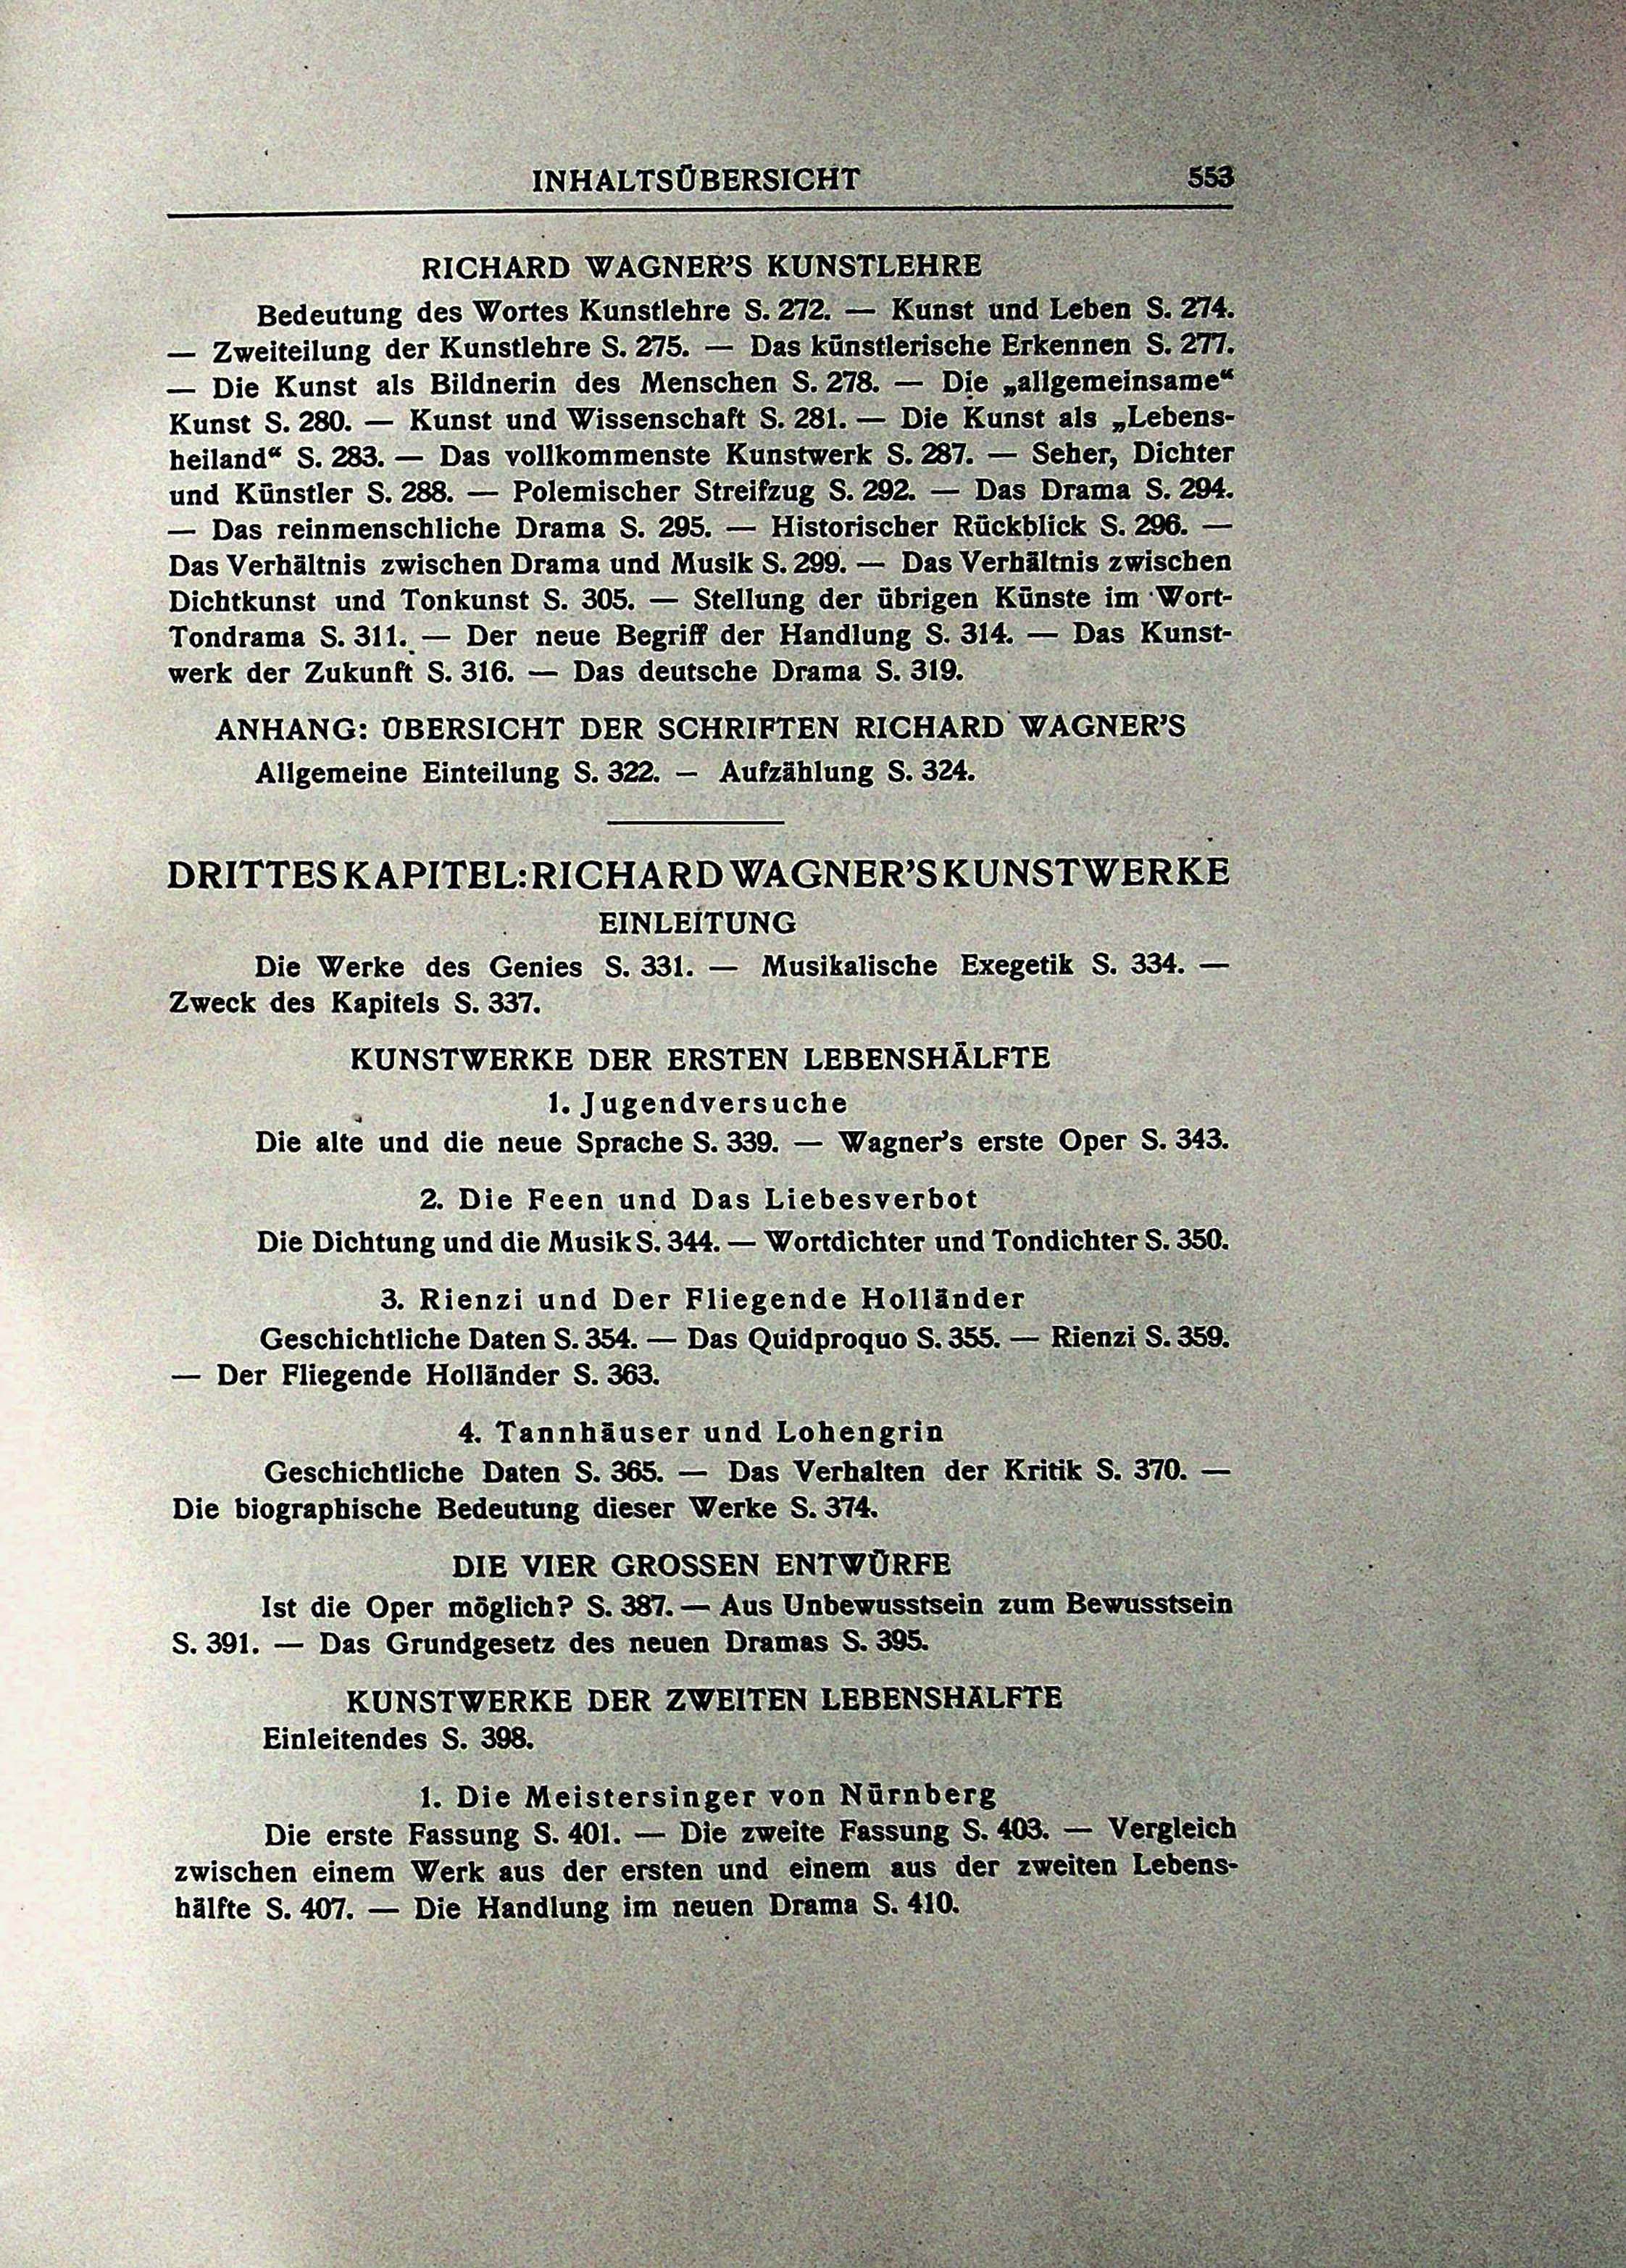 INHALTSÜBERSICHT 553
RICHARD WAGNER'S KUNSTLEHRE
Bedeutung des Wortes Kunstlehre S. 272. — Kunst und Leben S. 274.
— Zweiteilung der Kunstlehre S. 275. — Das künstlerische Erkennen S. 277.
— Die Kunst als Bildnerin des Menschen S. 278. — Die „allgemeinsame“
Kunst S. 280. — Kunst und Wissenschaft S. 281. — Die Kunst als „Lebens-
heiland“ S. 283. — Das vollkommenste Kunstwerk S. 287. — Seher, Dichter
und Künstler S. 288. — Polemischer Streifzug S. 292. — Das Drama S. 294.
— Das reinmenschliche Drama S. 295. — Historischer Rückblick S. 296. —
Das Verhältnis zwischen Drama und Musik S. 299. — Das Verhältnis zwischen
Dichtkunst und Tonkunst S. 305. — Stellung der übrigen Künste im Wort-
Tondrama S. 311. — Der neue Begriff der Handlung S. 314. — Das Kunst-
werk der Zukunft S. 316. — Das deutsche Drama S. 319.
ANHANG: ÜBERSICHT DER SCHRIFTEN RICHARD WAGNER'S
Allgemeine Einteilung S. 322. — Aufzählung S. 324.
DRITTES KAPITEL: RICHARD WAGNER'S KUNSTWERKE
EINLEITUNG
Die Werke des Genies S. 331. — Musikalische Exegetik S. 334. —
Zweck des Kapitels S. 337.
KUNSTWERKE DER ERSTEN LEBENSHÄLFTE
1. Jugendversuche
Die alte und die neue Sprache S. 339. — Wagner's erste Oper S. 343.
2. Die Feen und Das Liebesverbot
Die Dichtung und die Musik S. 344. — Wortdichter und Tondichter S. 350.
3. Rienzi und Der Fliegende Holländer
Geschichtliche Daten S. 354. — Das Quidproquo S. 355. — Rienzi S. 359.
— Der Fliegende Holländer S. 363.
4. Tannhäuser und Lohengrin
Geschichtliche Daten S. 365. — Das Verhalten der Kritik S. 370. —
Die biographische Bedeutung dieser Werke S. 374.
DIE VIER GROSSEN ENTWÜRFE
Ist die Oper möglich? S. 387. — Aus Unbewusstsein zum Bewusstsein
S. 391. — Das Grundgesetz des neuen Dramas S. 395.
KUNSTWERKE DER ZWEITEN LEBENSHÄLFTE
Einleitendes S. 398.
1. Die Meistersinger von Nürnberg
Die erste Fassung S. 401. — Die zweite Fassung S. 403. — Vergleich
zwischen einem Werk aus der ersten und einem aus der zweiten Lebens-
hälfte S. 407. — Die Handlung im neuen Drama S. 410.